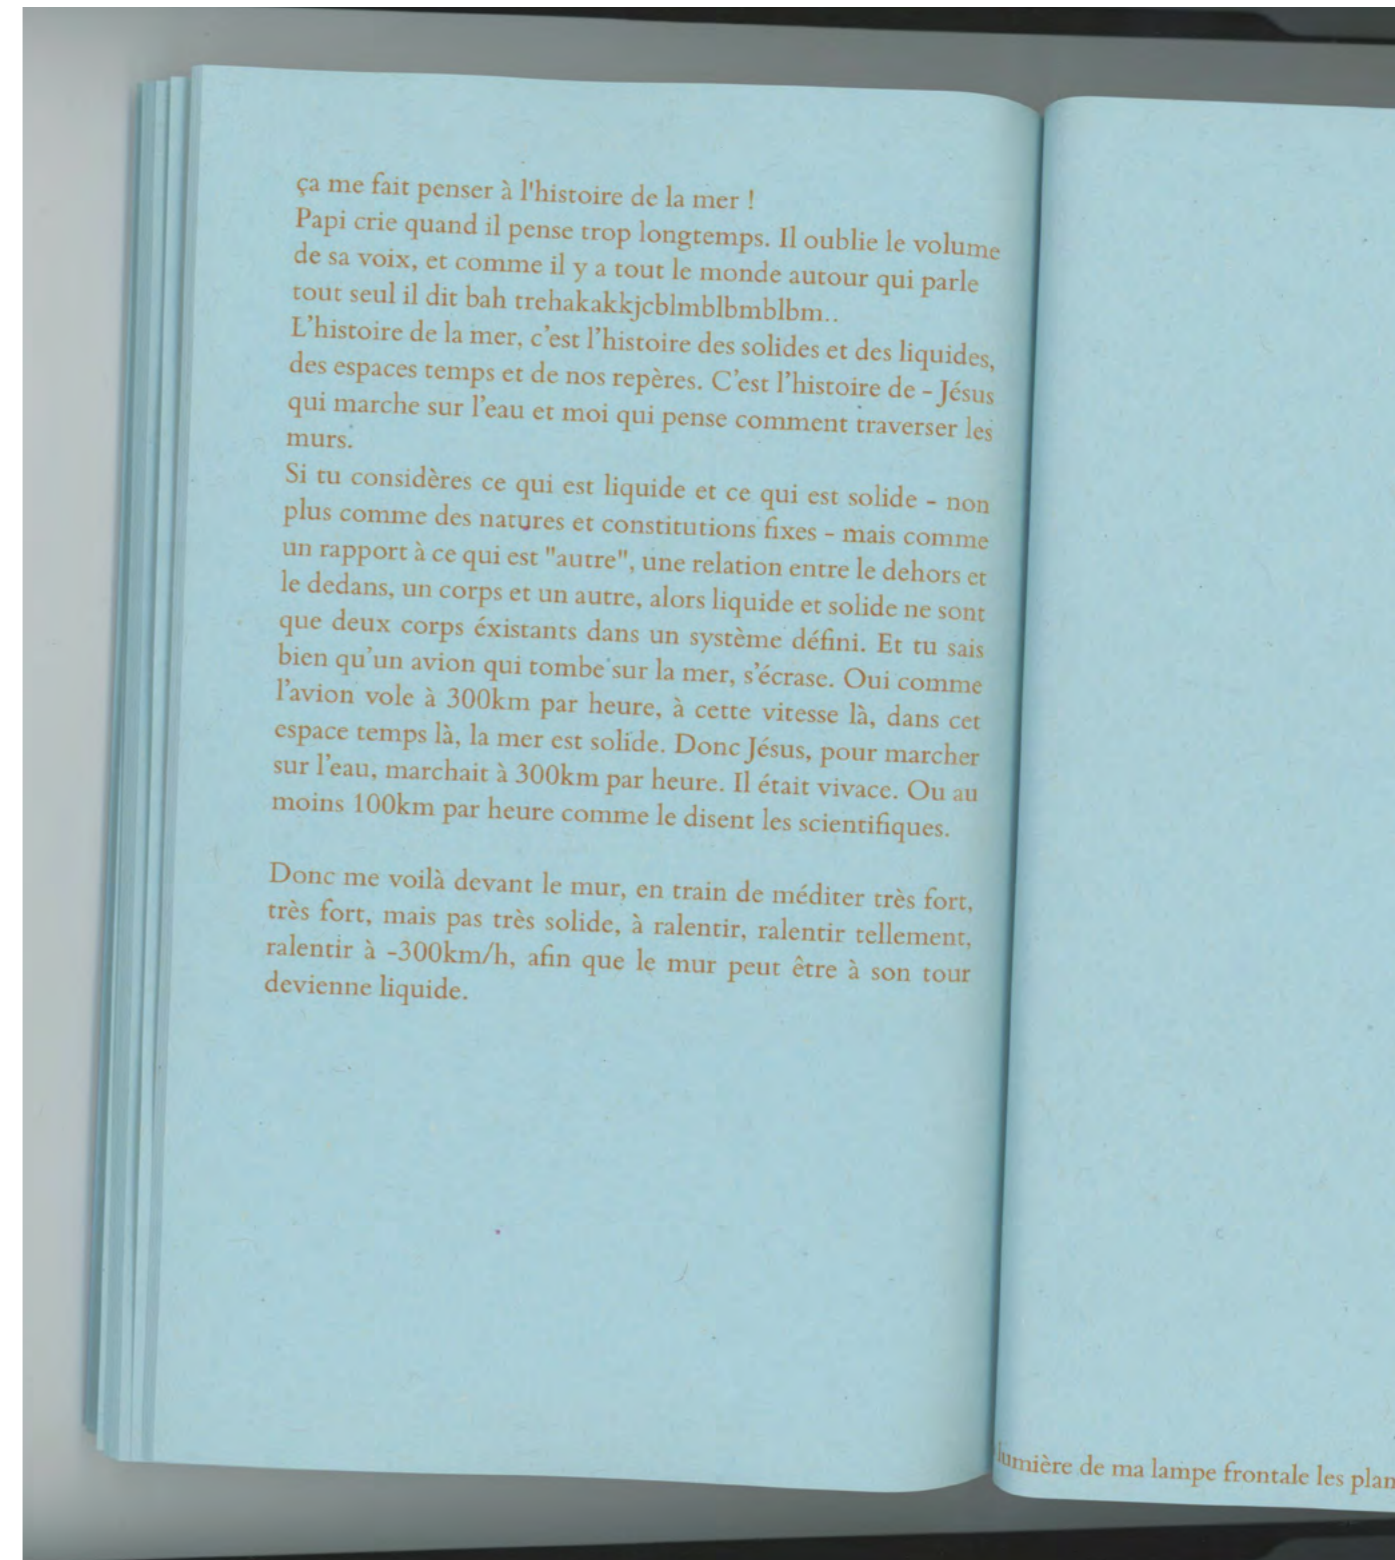 ça me fait penser à l'histoire de la mer !
Papi crie quand il pense trop longtemps. Il oublie le volume
de sa voix, et comme il y a tout le monde autour qui parle
tout seul il dit bah trehakakkjcblmblbmblbm..
L'histoire de la mer, c'est l'histoire des solides et des liquides,
des espaces temps et de nos repères. C'est l'histoire de - Jésus
qui marche sur l'eau et moi qui pense comment traverser les
murs.
Si tu considères ce qui est liquide et ce qui est solide - non
plus comme des natures et constitutions fixes - mais comme
un rapport à ce qui est "autre", une relation entre le dehors et
le dedans, un corps et un autre, alors liquide et solide ne sont
que deux corps éxistants dans un système défini. Et tu sais
bien qu'un avion qui tombe sur la mer, s'écrase. Oui comme
l'avion vole à 300km par heure, à cette vitesse là, dans cet
espace temps là, la mer est solide. Donc Jésus, pour marcher
sur l'eau, marchait à 300km par heure. Il était vivace. Ou au
moins 100km par heure comme le disent les scientifiques.
Donc me voilà devant le mur, en train de méditer très fort,
très fort, mais pas très solide, à ralentir, ralentir tellement,
ralentir à -300km/h, afin que le mur peut être à son tour
devienne liquide.
lumière de ma lampe frontale les plan